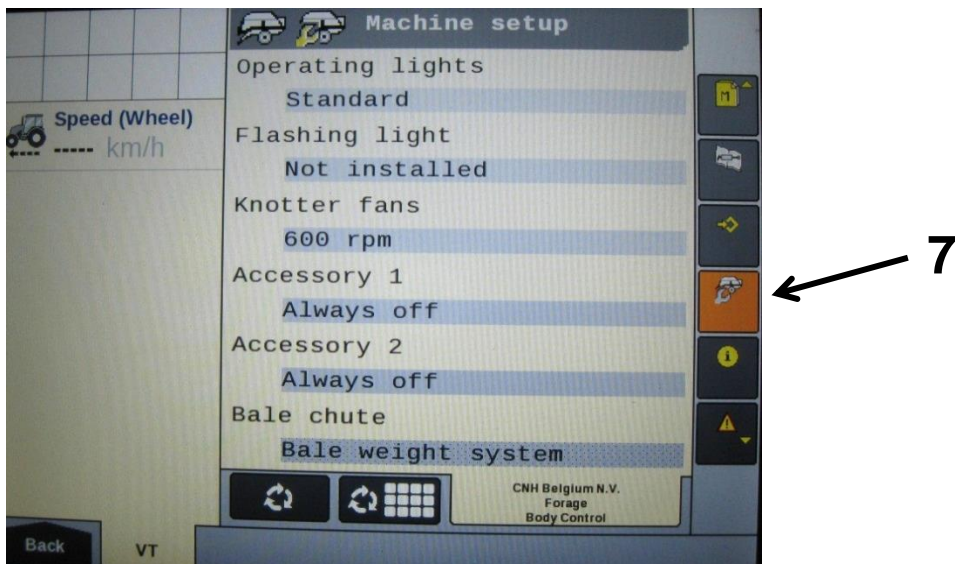 Machine setup
Operating lights
Standard
Speed (Wheel)
----- km/h
Flashing light
Not installed
Knotter fans
600 rpm
Accessory 1
Always off
Accessory 2
Always off
Bale chute
Bale weight system
CNH Belgium N.V.
Forage
Body Control
Back
VT
M
i
7